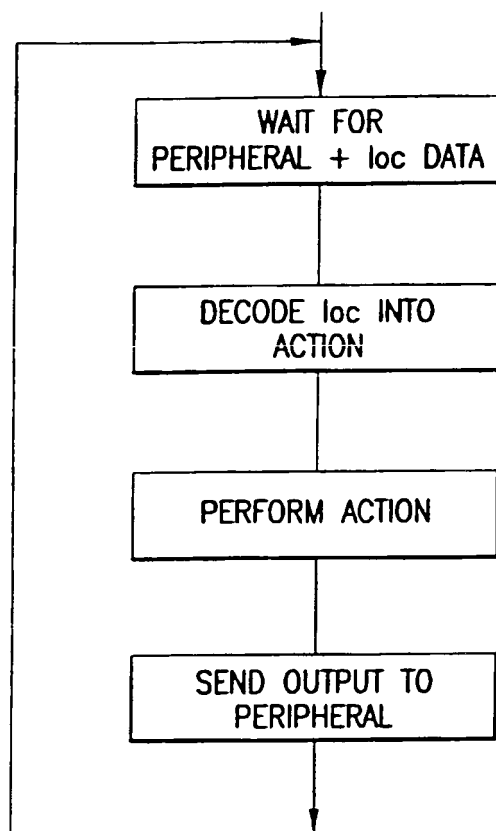 WAIT FOR
PERIPHERAL + loc DATA
DECODE loc INTO
ACTION
PERFORM ACTION
SEND OUTPUT TO
PERIPHERAL